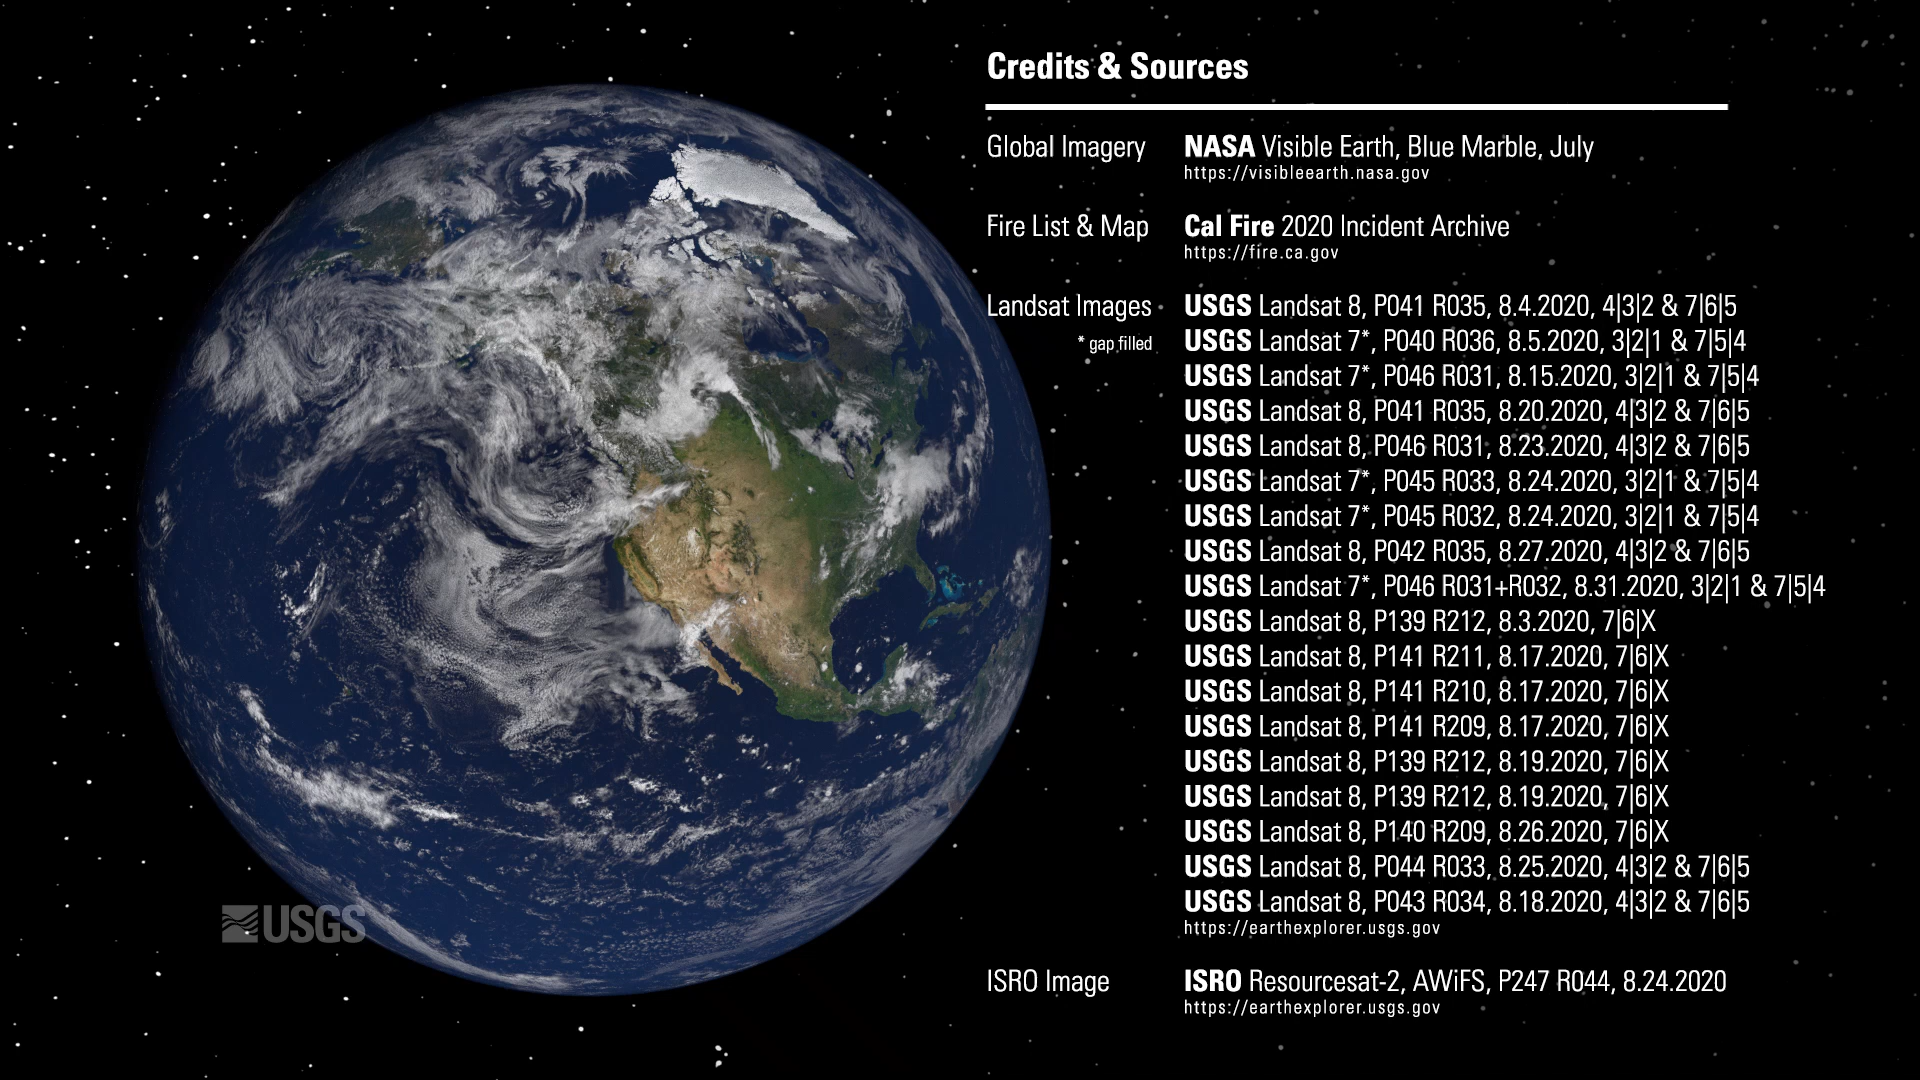 Credits & Sources
Global Imagery NASA Visible Earth, Blue Marble, July
https://visibleearth.nasa.gov
Fire List & Map Cal Fire 2020 Incident Archive
https://fire.ca.gov
Landsat Images USGS Landsat 8, P041 R035, 8.4.2020, 4|3|2 & 7|6|5
* gap filled USGS Landsat 7*, P040 R036, 8.5.2020, 3|2|1 & 7|5|4
USGS Landsat 7*, P046 R031, 8.15.2020, 3|2|1 & 7|5|4
USGS Landsat 8, P041 R035, 8.20.2020, 4|3|2 & 7|6|5
USGS Landsat 8, P046 R031, 8.23.2020, 4|3|2 & 7|6|5
USGS Landsat 7*, P045 R033, 8.24.2020, 3|2|1 & 7|5|4
USGS Landsat 7*, P045 R032, 8.24.2020, 3|2|1 & 7|5|4
USGS Landsat 8, P042 R035, 8.27.2020, 4|3|2 & 7|6|5
USGS Landsat 7*, P046 R031+R032, 8.31.2020, 3|2|1 & 7|5|4
USGS Landsat 8, P139 R212, 8.3.2020, 7|6|X
USGS Landsat 8, P141 R211, 8.17.2020, 7|6|X
USGS Landsat 8, P141 R210, 8.17.2020, 7|6|X
USGS Landsat 8, P141 R209, 8.17.2020, 7|6|X
USGS Landsat 8, P139 R212, 8.19.2020, 7|6|X
USGS Landsat 8, P139 R212, 8.19.2020, 7|6|X
USGS Landsat 8, P140 R209, 8.26.2020, 7|6|X
USGS Landsat 8, P044 R033, 8.25.2020, 4|3|2 & 7|6|5
USGS Landsat 8, P043 R034, 8.18.2020, 4|3|2 & 7|6|5
https://earthexplorer.usgs.gov
ISRO Image ISRO Resourcesat-2, AWiFS, P247 R044, 8.24.2020
https://earthexplorer.usgs.gov
USGS